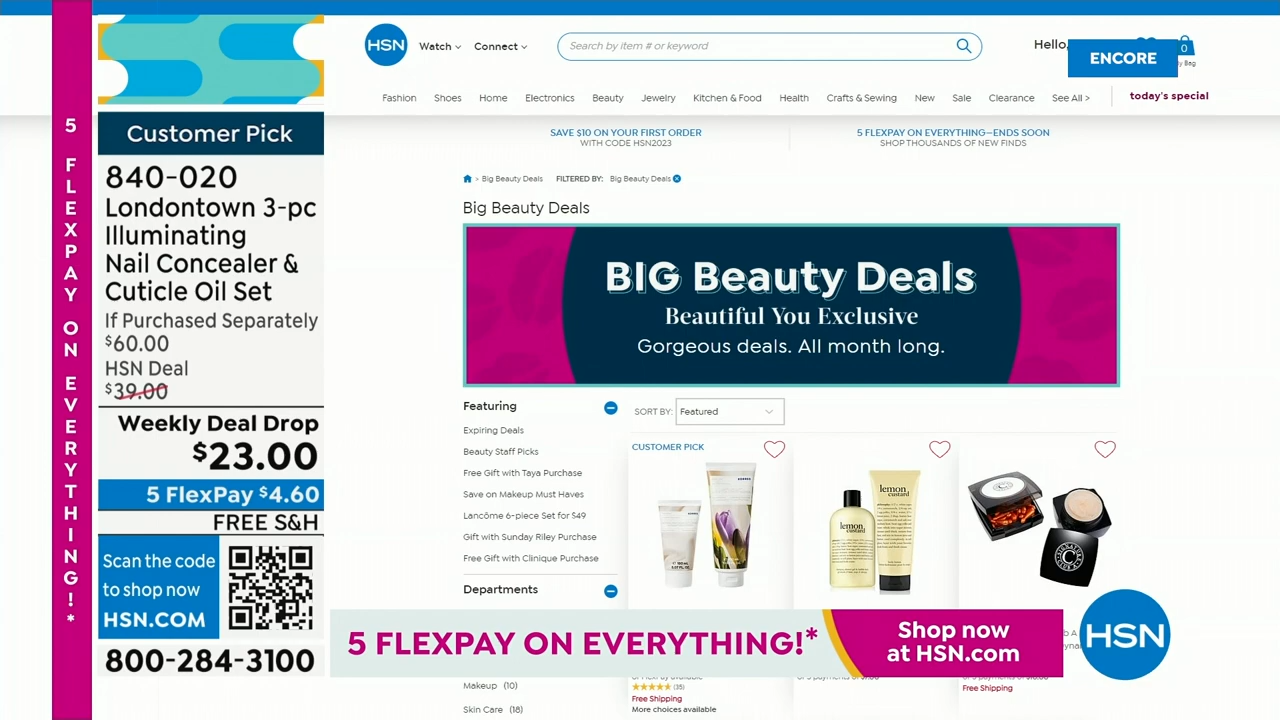 5 FLEXPAY ON EVERYTHING!*
Customer Pick
840-020
Londontown 3-pc
Illuminating
Nail Concealer &
Cuticle Oil Set
If Purchased Separately
$60.00
HSN Deal
$39.00
Weekly Deal Drop
$23.00
5 FlexPay $4.60
FREE S&H
Scan the code
to shop now
HSN.COM
800-284-3100
HSN
Watch
Connect
Search by item # or keyword
Hello,
ENCORE
0
Bag
Fashion Shoes Home Electronics Beauty Jewelry Kitchen & Food Health Crafts & Sewing New Sale Clearance See All > today's special
SAVE $10 ON YOUR FIRST ORDER
WITH CODE HSN2023
5 FLEXPAY ON EVERYTHING—ENDS SOON
SHOP THOUSANDS OF NEW FINDS
> Big Beauty Deals FILTERED BY: Big Beauty Deals
Big Beauty Deals
BIG Beauty Deals
Beautiful You Exclusive
Gorgeous deals. All month long.
Featuring
Expiring Deals
Beauty Staff Picks
Free Gift with Taya Purchase
Save on Makeup Must Haves
Lancôme 6-piece Set for $49
Gift with Sunday Riley Purchase
Free Gift with Clinique Purchase
Departments
Makeup (10)
Skin Care (18)
SORT BY: Featured
CUSTOMER PICK
KORRES
lemon
custard
lemon
custard
5 FLEXPAY ON EVERYTHING!*
Shop now
at HSN.com
HSN
(35)
Free Shipping
More choices available
Free Shipping